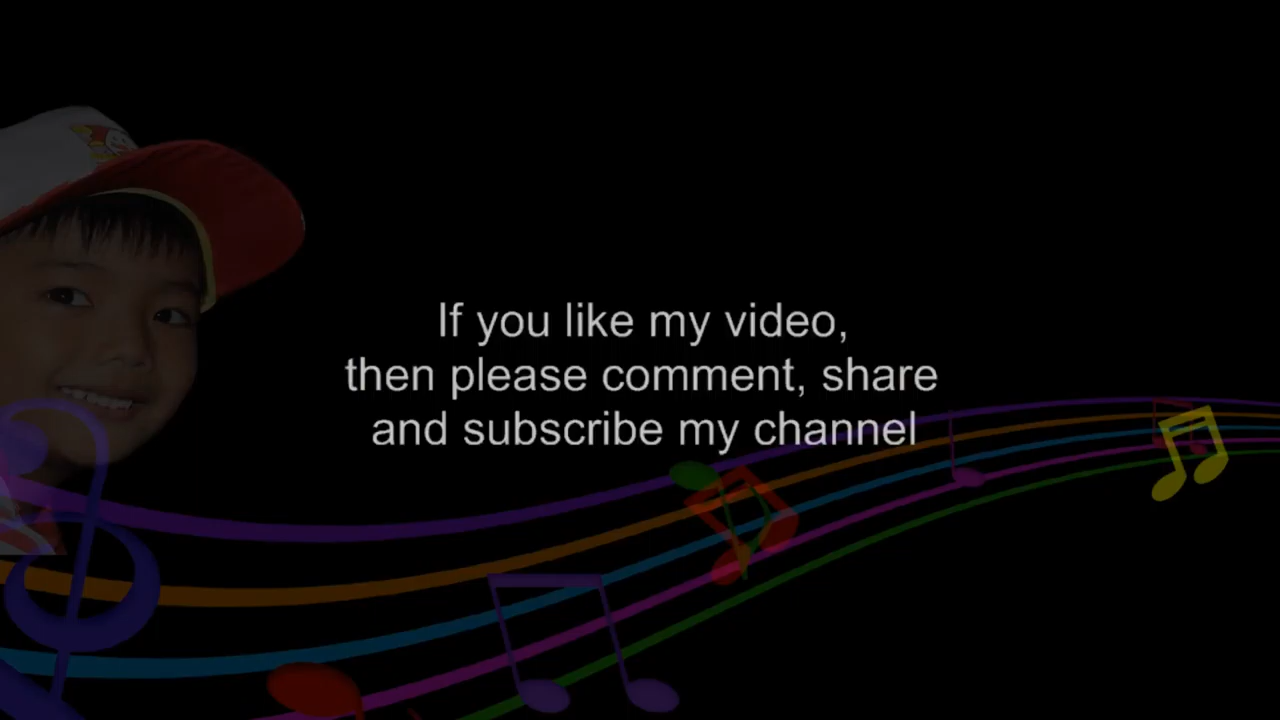 If you like my video,
then please comment, share
and subscribe my channel